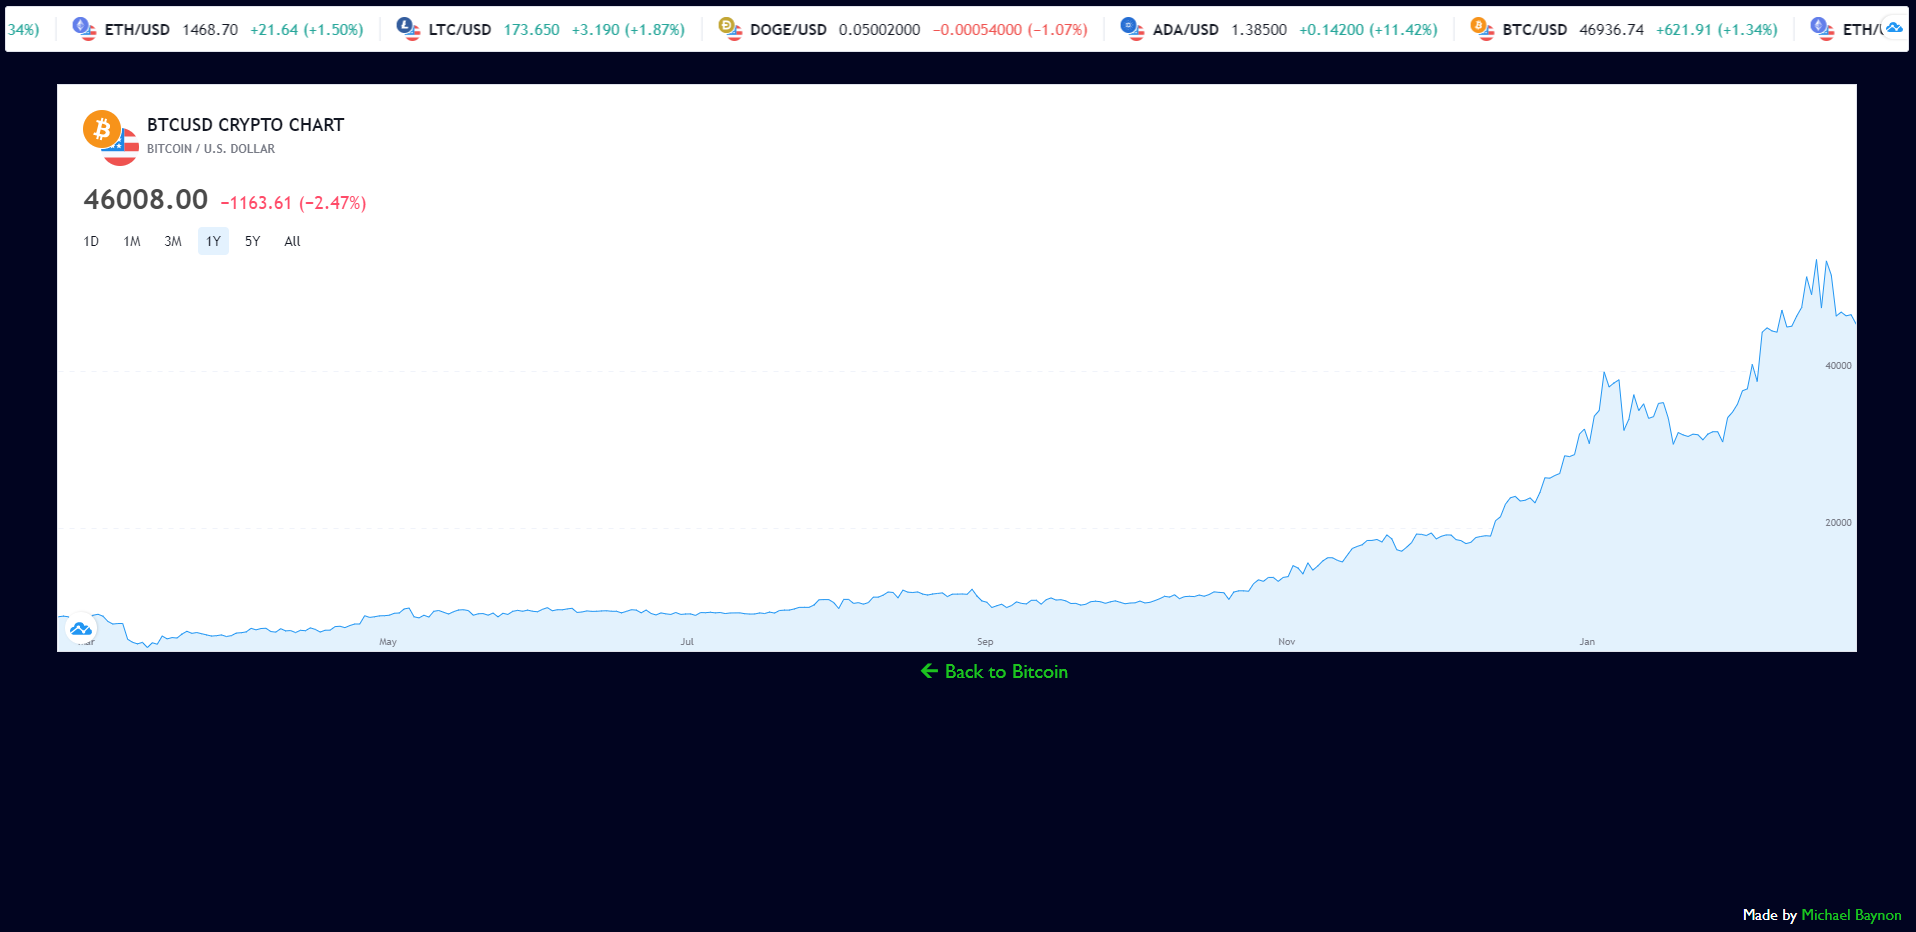 34%) ETH/USD 1468.70 +21.64 (+1.50%) LTC/USD 173.650 +3.190 (+1.87%) DOGE/USD 0.05002000 −0.00054000 (−1.07%) ADA/USD 1.38500 +0.14200 (+11.42%) BTC/USD 46936.74 +621.91 (+1.34%) ETH/
BTCUSD CRYPTO CHART
BITCOIN / U.S. DOLLAR
46008.00 −1163.61 (−2.47%)
1D 1M 3M 1Y 5Y All
40000
20000
May Jul Sep Nov Jan
← Back to Bitcoin
Made by Michael Baynon